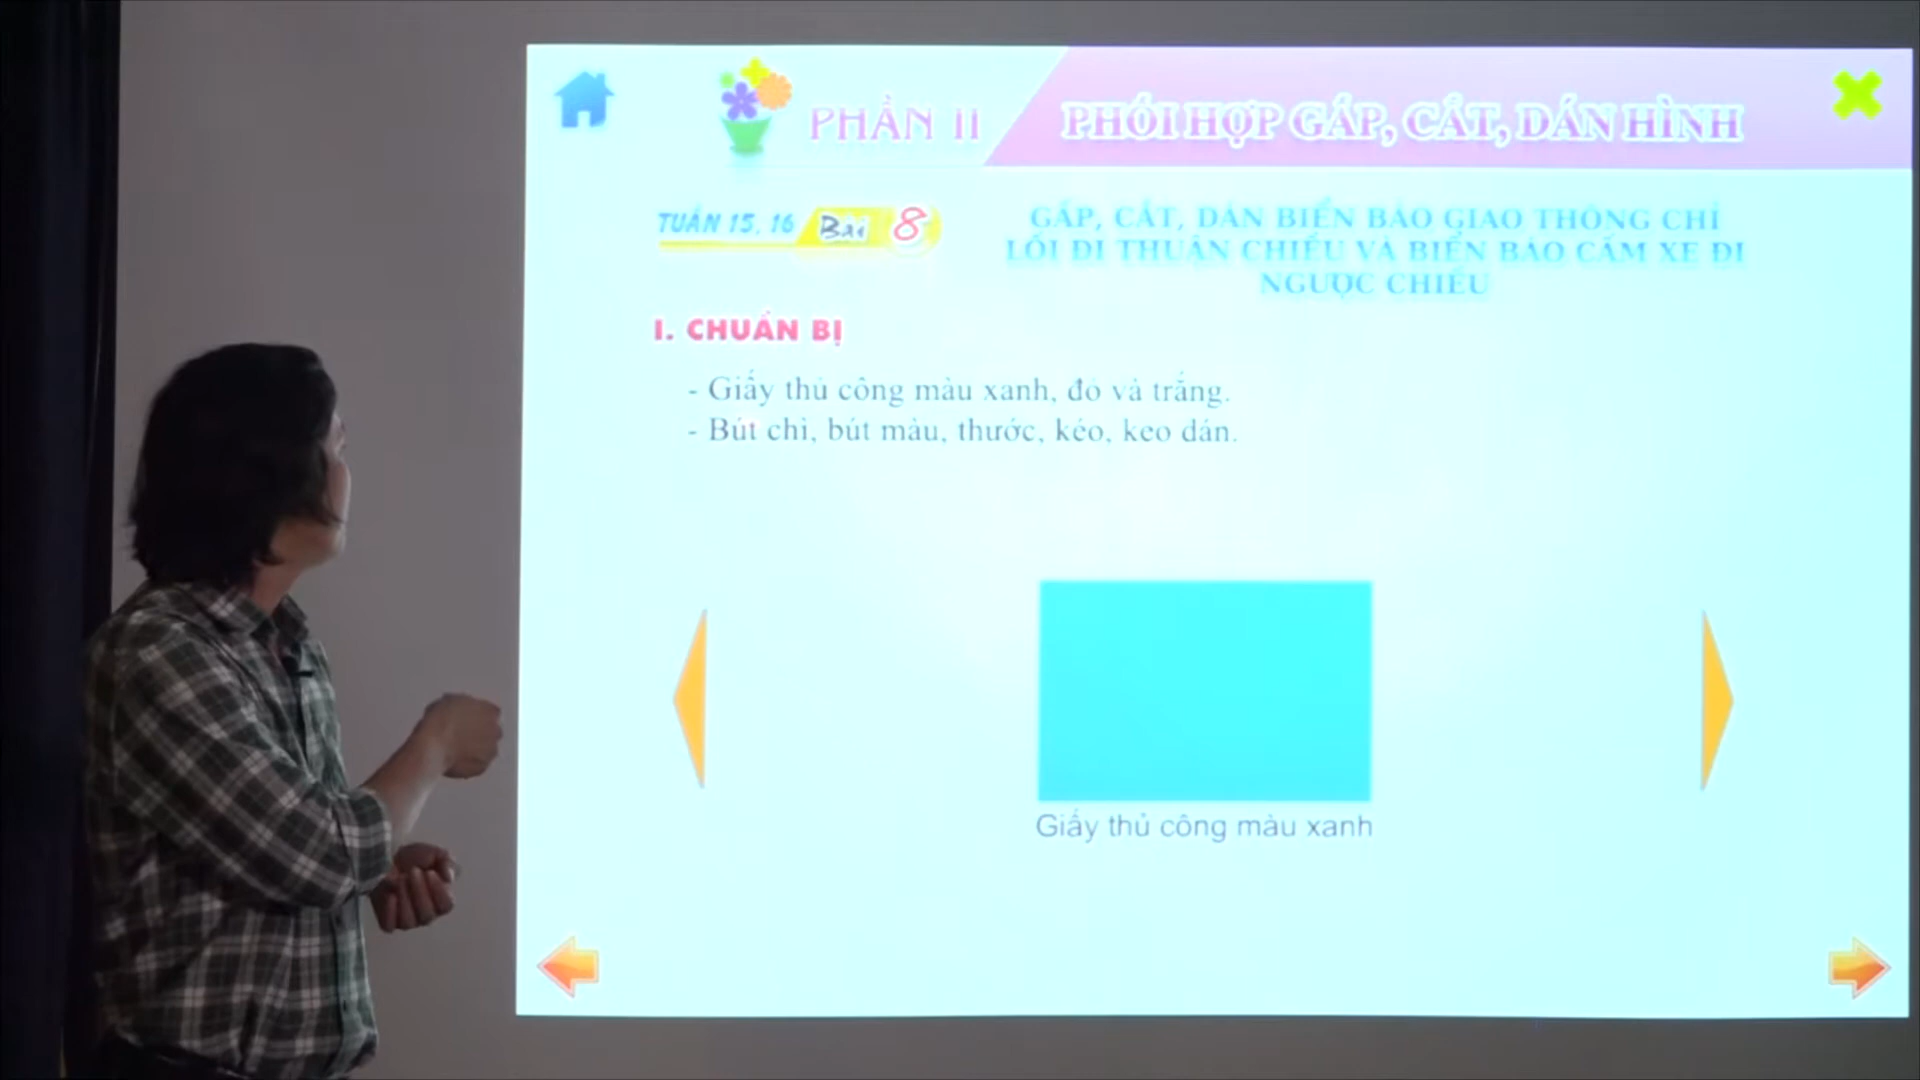 PHẦN II
PHỐI HỢP GẤP, CẮT, DÁN HÌNH
TUẦN 15, 16 Bài 8
GẤP, CẮT, DÁN BIỂN BÁO GIAO THÔNG CHỈ
LỐI ĐI THUẬN CHIỀU VÀ BIỂN BÁO CẤM XE ĐI
NGƯỢC CHIỀU
I. CHUẨN BỊ
- Giấy thủ công màu xanh, đỏ và trắng.
- Bút chì, bút màu, thước, kéo, keo dán.
Giấy thủ công màu xanh